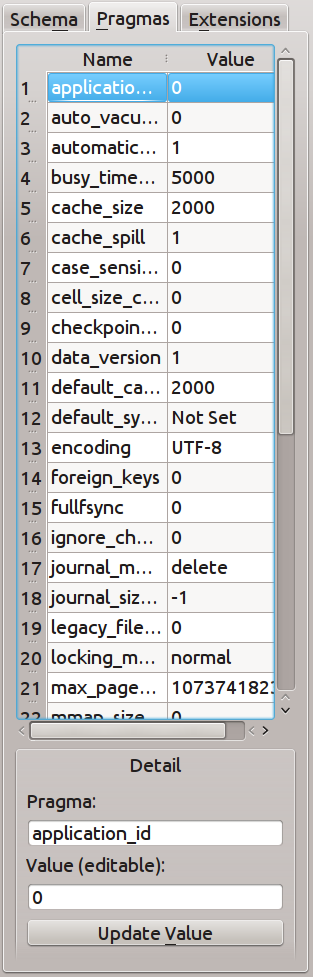 Schema Pragmas Extensions
Name Value
1 applicatio... 0
2 auto_vacu... 0
3 automatic... 1
4 busy_time... 5000
5 cache_size 2000
6 cache_spill 1
7 case_sensi... 0
8 cell_size_c... 0
9 checkpoin... 0
10 data_version 1
11 default_ca... 2000
12 default_sy... Not Set
13 encoding UTF-8
14 foreign_keys 0
15 fullfsync 0
16 ignore_ch... 0
17 journal_m... delete
18 journal_siz... -1
19 legacy_file... 0
20 locking_m... normal
21 max_page...1073741823
22 mmap_size 0
Detail
Pragma:
application_id
Value (editable):
0
Update Value